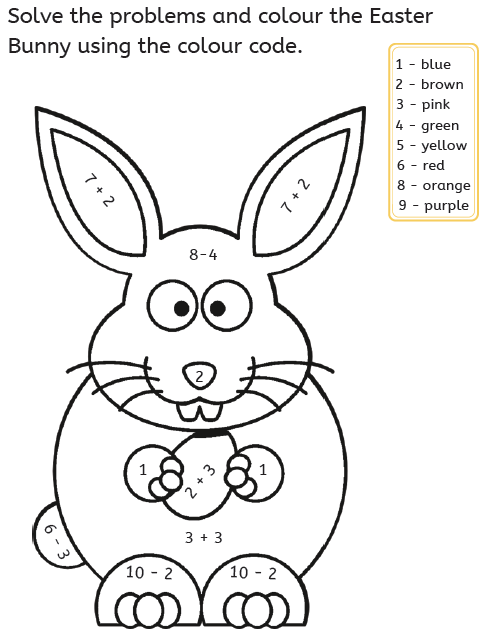 Solve the problems and colour the Easter
Bunny using the colour code.
1 - blue
2 - brown
3 - pink
4 - green
5 - yellow
6 - red
8 - orange
9 - purple
7 + 2
7 + 2
8-4
2
1
2 + 3
1
6 - 3
3 + 3
10 - 2
10 - 2